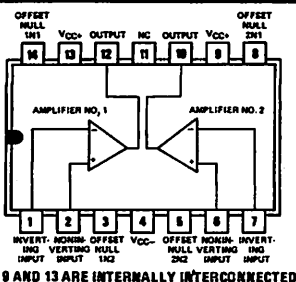 OFFSET NULL 1N1
VCC+
OUTPUT
NC
OUTPUT
VCC+
OFFSET NULL 2N1
14 13 12 11 10 9 8
AMPLIFIER NO. 1
AMPLIFIER NO. 2
- + - +
1 2 3 4 5 6 7
INVERT-ING INPUT
NONIN-VERTING INPUT
OFFSET NULL 1N2
VCC-
OFFSET NULL 2N2
NONIN-VERTING INPUT
INVERT-ING INPUT
9 AND 13 ARE INTERNALLY INTERCONNECTED